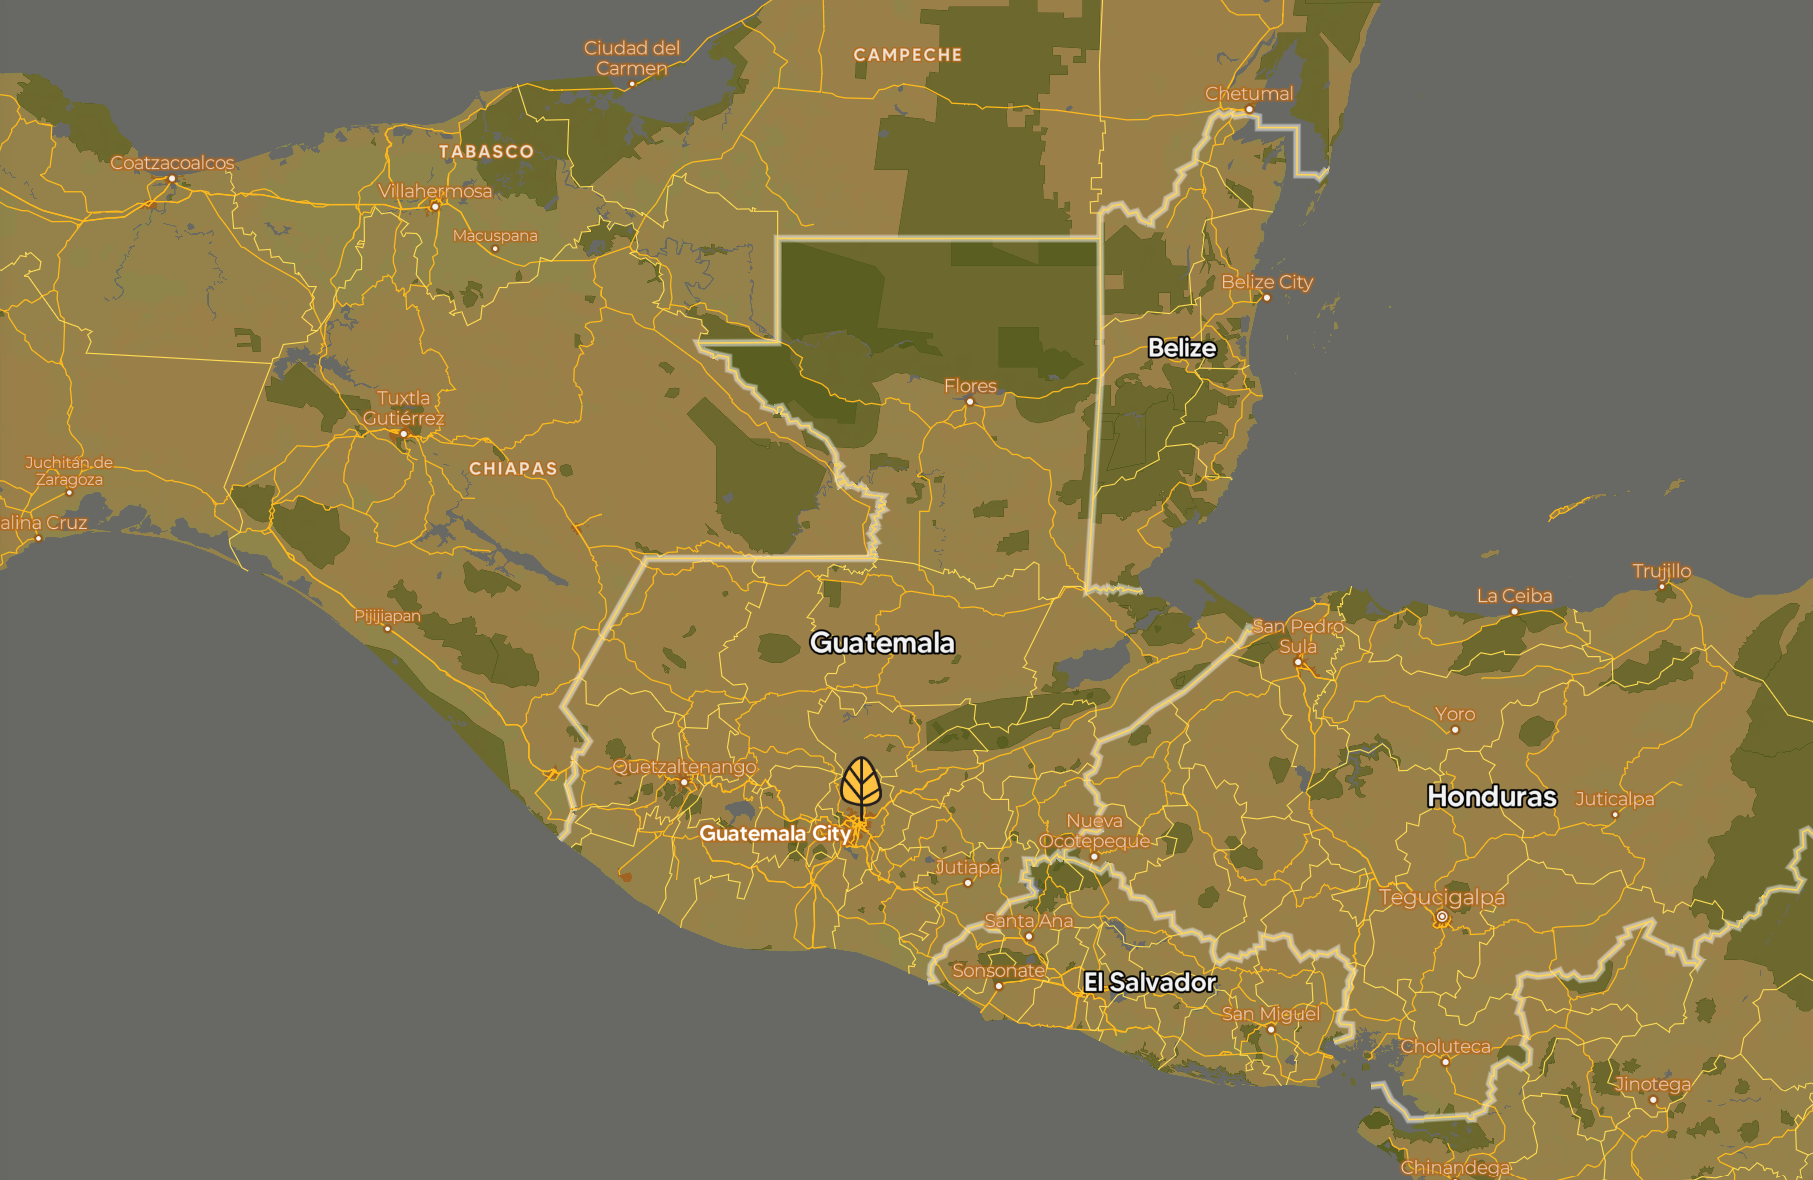 Ciudad del
Carmen
CAMPECHE
Chetumal
TABASCO
Coatzacoalcos
Villahermosa
Macuspana
Belize City
Belize
Flores
Tuxtla
Gutiérrez
CHIAPAS
Juchitán de
Zaragoza
alina Cruz
Trujillo
La Ceiba
Pijijiapan
San Pedro
Sula
Guatemala
Yoro
Quetzaltenango
Honduras
Juticalpa
Guatemala City
Nueva
Ocotepeque
Jutiapa
Tegucigalpa
Santa Ana
Sonsonate
El Salvador
San Miguel
Choluteca
Jinotega
Chinandega